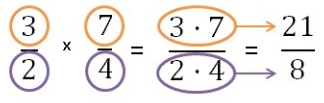 3/2 x 7/4 = 3 · 7/2 · 4 = 21/8